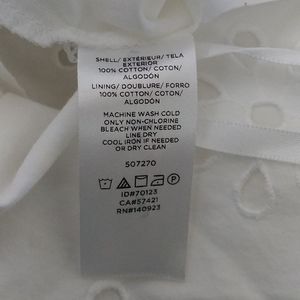 SHELL/ EXTÉRIEUR/ TELA
EXTERIOR
100% COTTON/ COTON/
ALGODÓN
LINING/ DOUBLURE/ FORRO
100% COTTON/ COTON/
ALGODÓN
MACHINE WASH COLD
ONLY NON-CHLORINE
BLEACH WHEN NEEDED
LINE DRY
COOL IRON IF NEEDED
OR DRY CLEAN
507270
ID#70123
CA#57421
RN#140923